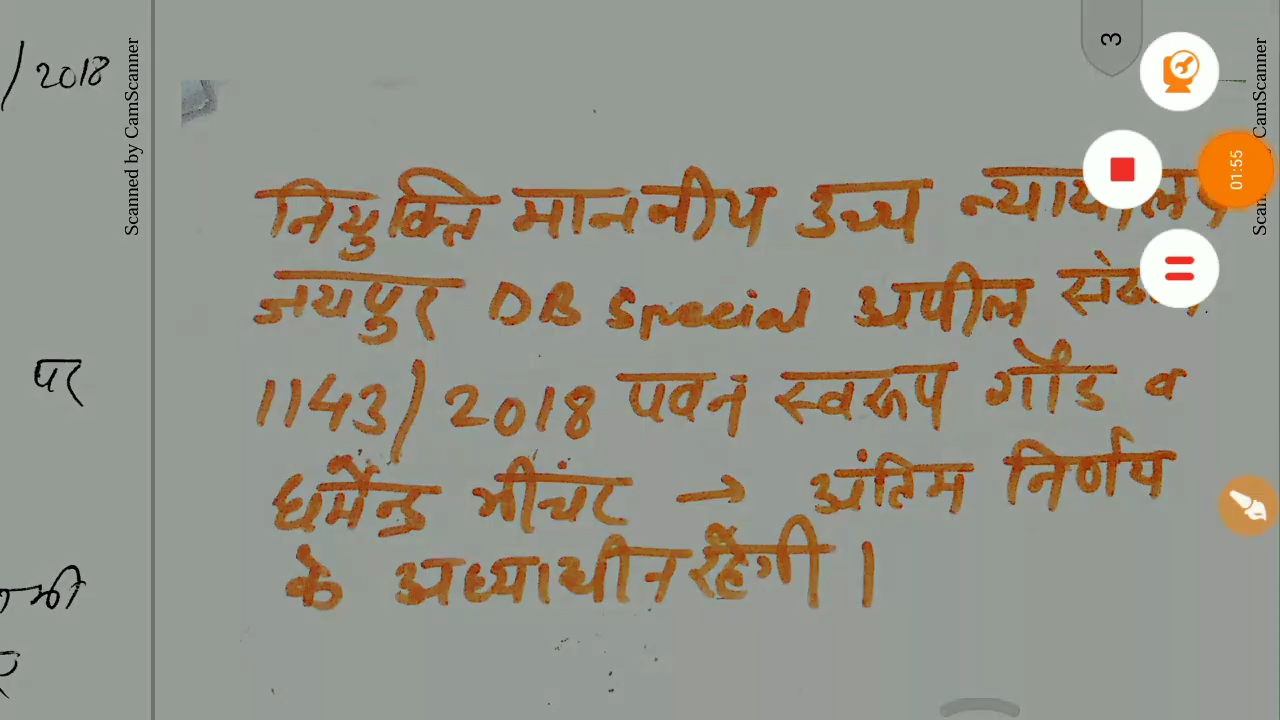 /2018
पर
Scanned by CamScanner
3
01:55
नियुक्ति माननीय उच्च न्यायालय
जयपुर DB Special अपील
1143/2018 पवन स्वरूप गौड व
धर्मेन्द्र → अंतिम निर्णय
के अध्याधीन रहेंगी।
CamScanner